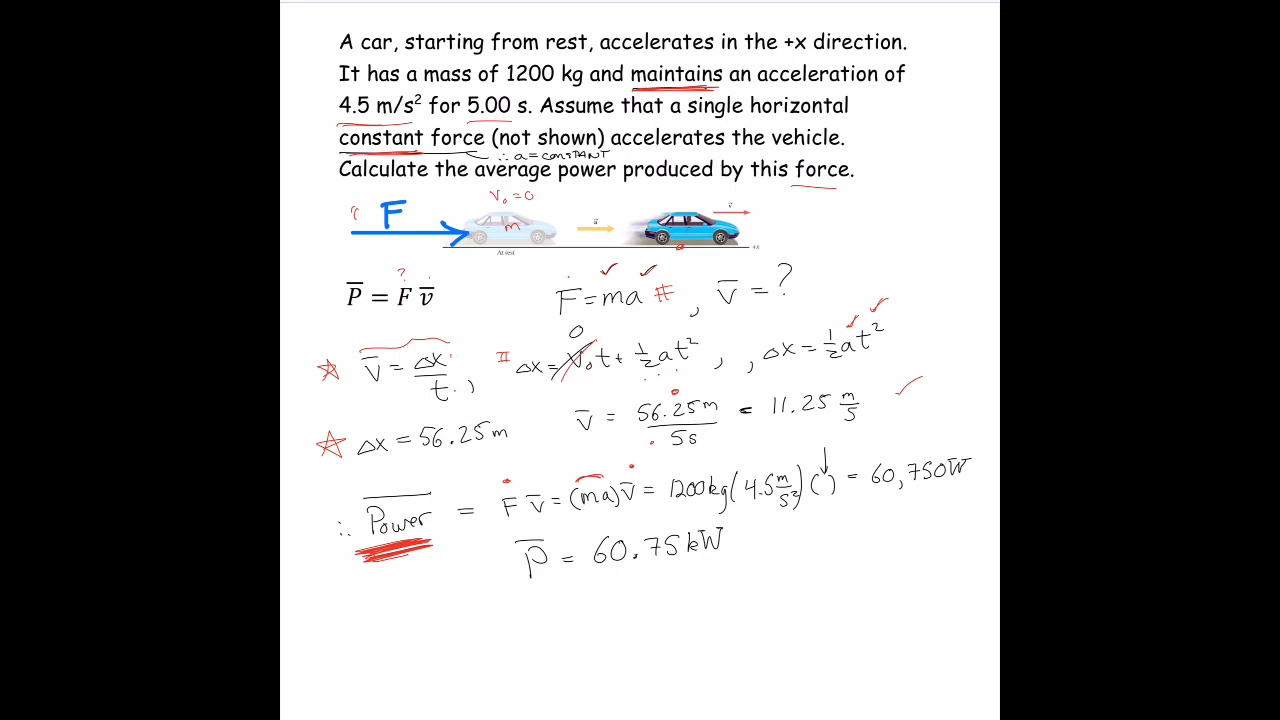 A car, starting from rest, accelerates in the +x direction.
It has a mass of 1200 kg and maintains an acceleration of
4.5 m/s² for 5.00 s. Assume that a single horizontal
constant force (not shown) accelerates the vehicle.
∴ a = CONSTANT
Calculate the average power produced by this force.
V₀ = 0
F
m
a⃗
v⃗
a
At rest
+x
P̅ = F v̅
?
F = ma #, V̅ = ?
V̅ = Δx/t,
II Δx = V₀t + ½at², , Δx = ½at²
0
Δx = 56.25m
V̅ = 56.25m/5s = 11.25 m/s
∴ Power = F V̅ = (ma)V̅ = 1200kg(4.5 m/s²)( ) = 60,750W
P̅ = 60.75kW